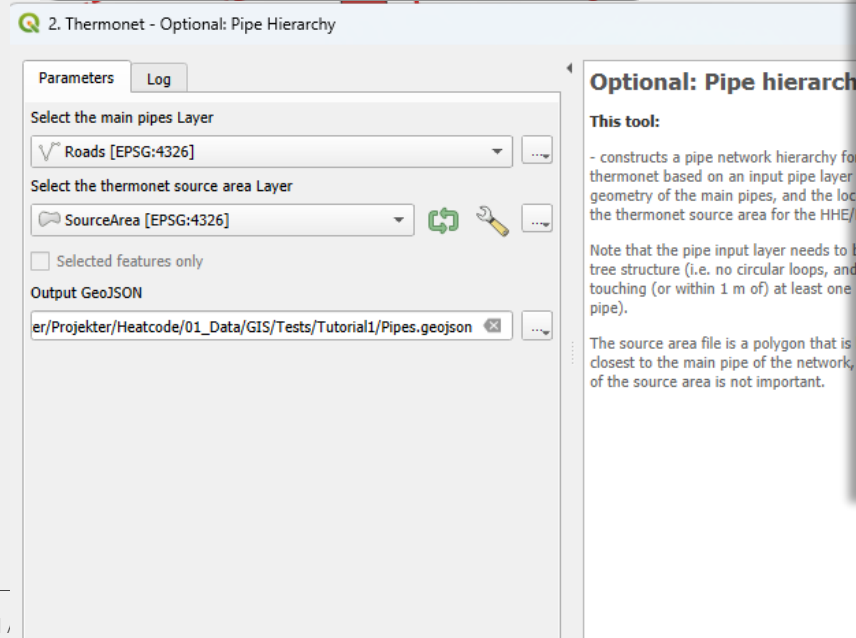 2. Thermonet - Optional: Pipe Hierarchy
Parameters
Log
Select the main pipes Layer
Roads [EPSG:4326]
...
Select the thermonet source area Layer
SourceArea [EPSG:4326]
...
Selected features only
Output GeoJSON
er/Projekter/Heatcode/01_Data/GIS/Tests/Tutorial1/Pipes.geojson
...
Optional: Pipe hierarch
This tool:
- constructs a pipe network hierarchy for
thermonet based on an input pipe layer
geometry of the main pipes, and the loc
the thermonet source area for the HHE/
Note that the pipe input layer needs to b
tree structure (i.e. no circular loops, and
touching (or within 1 m of) at least one
pipe).
The source area file is a polygon that is
closest to the main pipe of the network,
of the source area is not important.